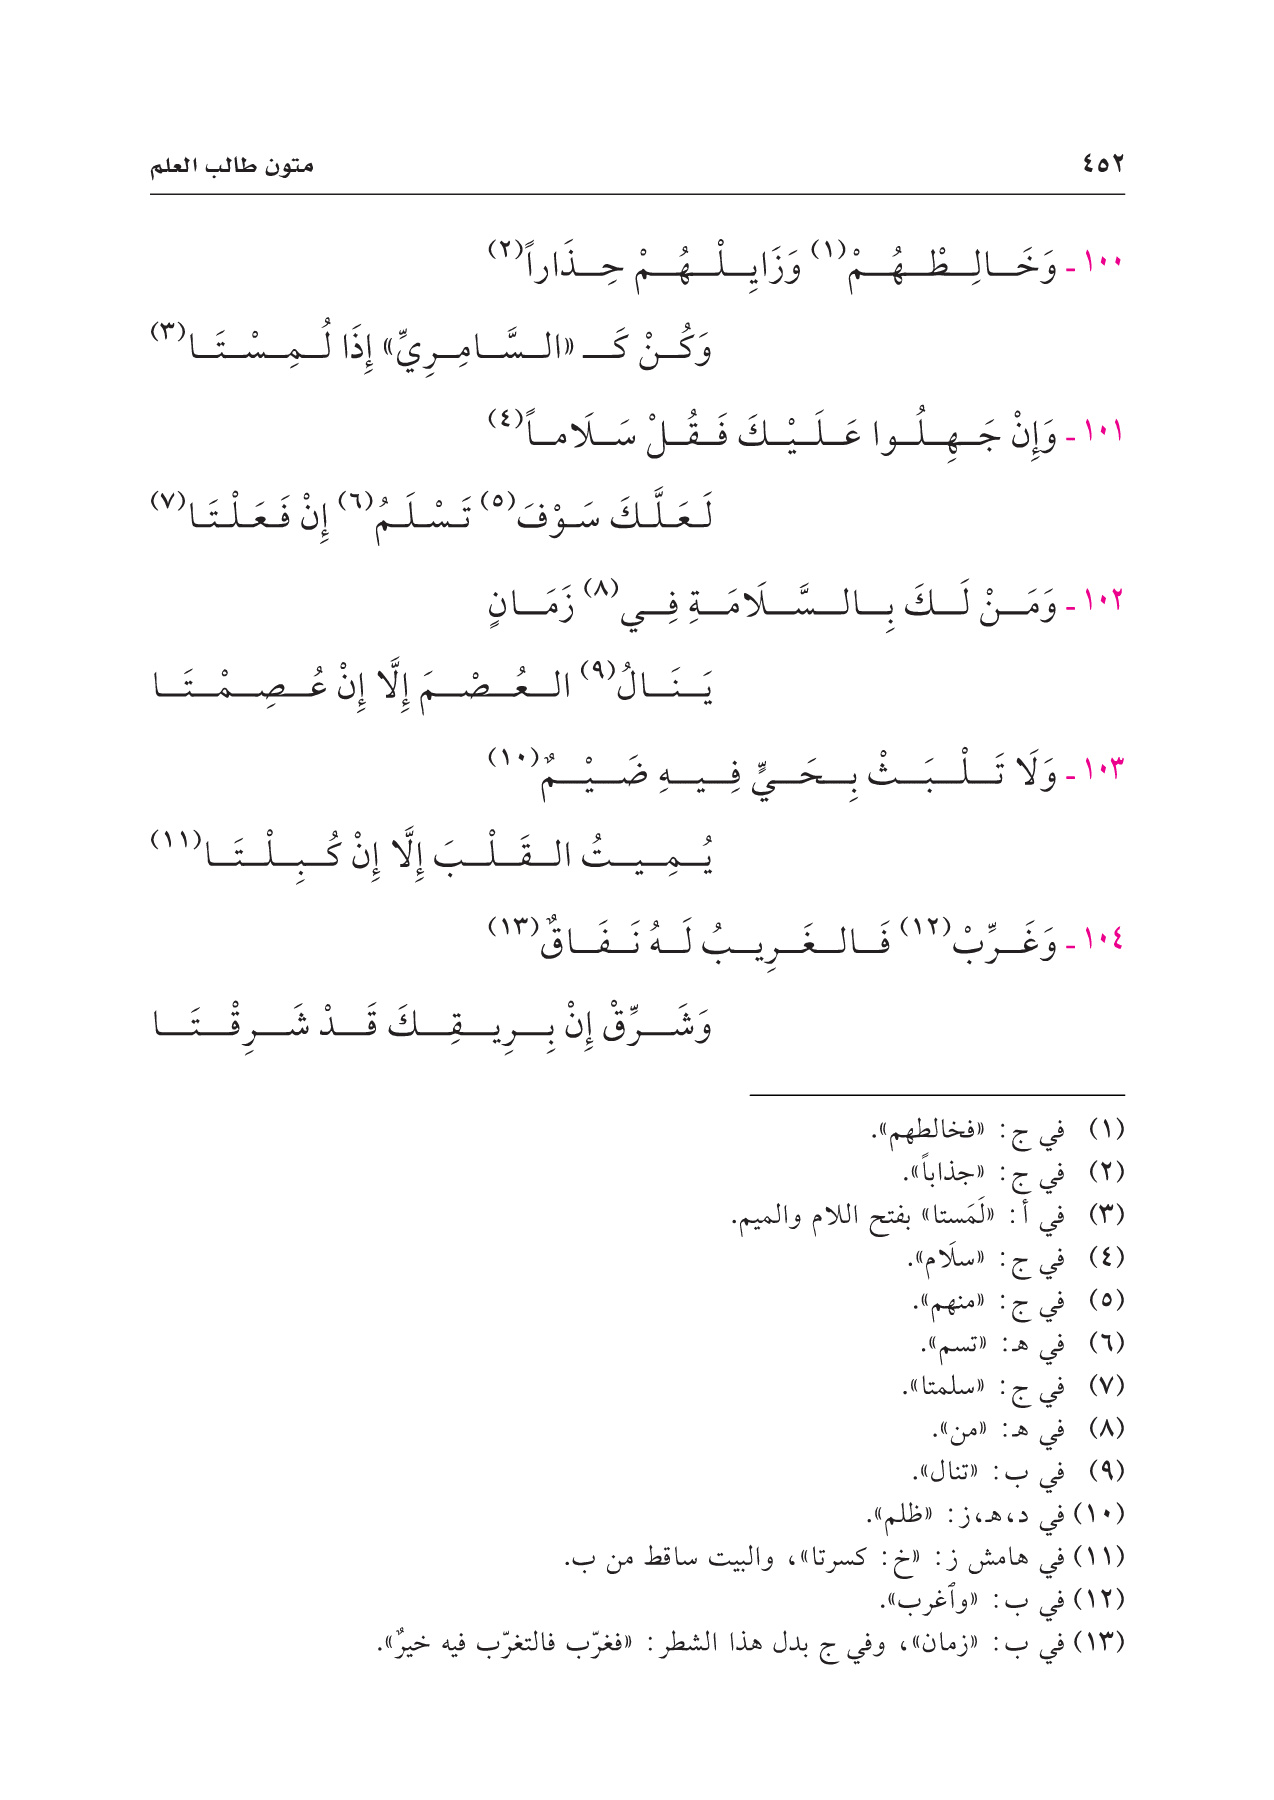 ٤٥٢ متون طالب العلم
١٠٠ - وَخَالِطْهُمْ(١) وَزَايِلْهُمْ حِذَاراً(٢)
وَكُنْ كَـ «السَّامِرِيِّ» إِذَا لُمِسْتَا(٣)
١٠١ - وَإِنْ جَهِلُوا عَلَيْكَ فَقُلْ سَلَاماً(٤)
لَعَلَّكَ سَوْفَ(٥) تَسْلَمُ(٦) إِنْ فَعَلْتَا(٧)
١٠٢ - وَمَنْ لَكَ بِالسَّلَامَةِ فِي(٨) زَمَانٍ
يَنَالُ(٩) العُصْمَ إِلَّا إِنْ عُصِمْتَا
١٠٣ - وَلَا تَلْبَثْ بِحَيٍّ فِيهِ ضَيْمٌ(١٠)
يُمِيتُ القَلْبَ إِلَّا إِنْ كُبِلْتَا(١١)
١٠٤ - وَغَرِّبْ(١٢) فَالغَرِيبُ لَهُ نَفَاقٌ(١٣)
وَشَرِّقْ إِنْ بِرِيقِكَ قَدْ شَرِقْتَا
(١) في ج: «فخالطهم».
(٢) في ج: «جذاباً».
(٣) في أ: «لَمَستا» بفتح اللام والميم.
(٤) في ج: «سلَام».
(٥) في ج: «منهم».
(٦) في هـ: «تسم».
(٧) في ج: «سلمتا».
(٨) في هـ: «من».
(٩) في ب: «تنال».
(١٠) في د،هـ،ز: «ظلم».
(١١) في هامش ز: «خ: كسرتا»، والبيت ساقط من ب.
(١٢) في ب: «وٱغرب».
(١٣) في ب: «زمان»، وفي ج بدل هذا الشطر: «فغرّب فالتغرّب فيه خيرٌ».